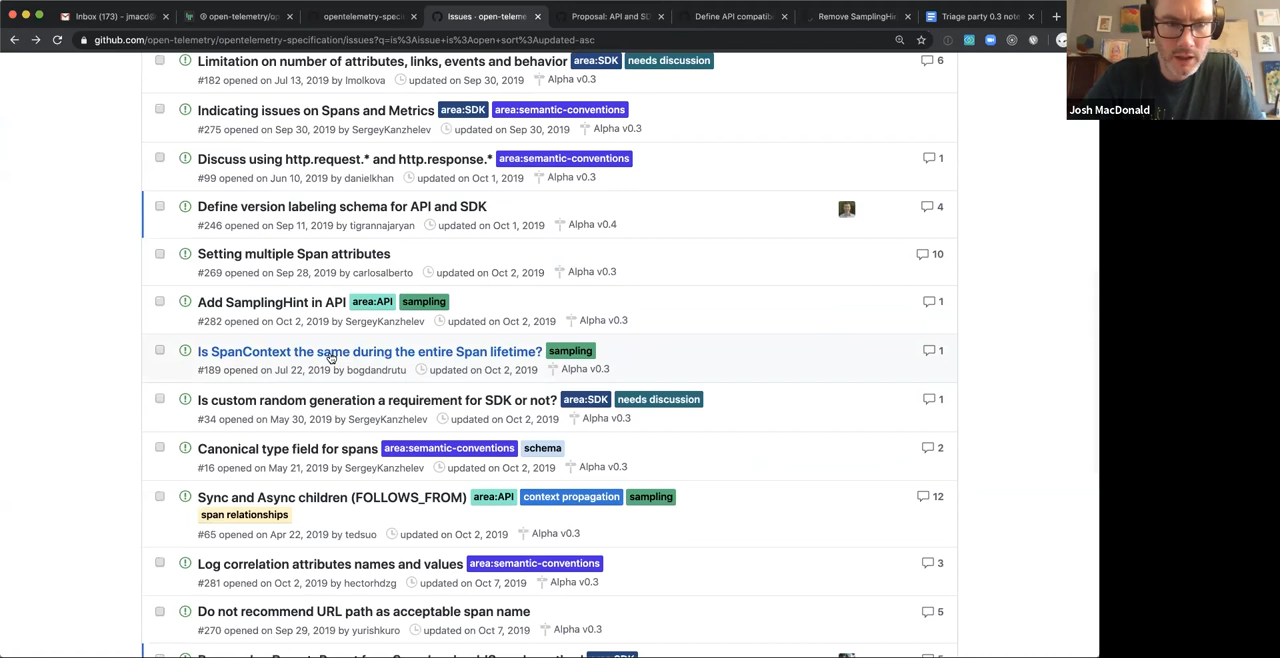 Inbox (173) – jmacd@
@ open-telemetry/op
opentelemetry-speci
Issues · open-teleme
Proposal: API and SD
Define API compatibi
Remove SamplingHin
Triage party 0.3 note
github.com/open-telemetry/opentelemetry-specification/issues?q=is%3Aissue+is%3Aopen+sort%3Aupdated-asc
Josh MacDonald
Limitation on number of attributes, links, events and behavior area:SDK needs discussion 6
#182 opened on Jul 13, 2019 by lmolkova updated on Sep 30, 2019 Alpha v0.3
Indicating issues on Spans and Metrics area:SDK area:semantic-conventions
#275 opened on Sep 30, 2019 by SergeyKanzhelev updated on Sep 30, 2019 Alpha v0.3
Discuss using http.request.* and http.response.* area:semantic-conventions 1
#99 opened on Jun 10, 2019 by danielkhan updated on Oct 1, 2019 Alpha v0.3
Define version labeling schema for API and SDK 4
#246 opened on Sep 11, 2019 by tigrannajaryan updated on Oct 1, 2019 Alpha v0.4
Setting multiple Span attributes 10
#269 opened on Sep 28, 2019 by carlosalberto updated on Oct 2, 2019 Alpha v0.3
Add SamplingHint in API area:API sampling 1
#282 opened on Oct 2, 2019 by SergeyKanzhelev updated on Oct 2, 2019 Alpha v0.3
Is SpanContext the same during the entire Span lifetime? sampling 1
#189 opened on Jul 22, 2019 by bogdandrutu updated on Oct 2, 2019 Alpha v0.3
Is custom random generation a requirement for SDK or not? area:SDK needs discussion 1
#34 opened on May 30, 2019 by SergeyKanzhelev updated on Oct 2, 2019 Alpha v0.3
Canonical type field for spans area:semantic-conventions schema 2
#16 opened on May 21, 2019 by SergeyKanzhelev updated on Oct 2, 2019 Alpha v0.3
Sync and Async children (FOLLOWS_FROM) area:API context propagation sampling 12
span relationships
#65 opened on Apr 22, 2019 by tedsuo updated on Oct 2, 2019 Alpha v0.3
Log correlation attributes names and values area:semantic-conventions 3
#281 opened on Oct 2, 2019 by hectorhdzg updated on Oct 7, 2019 Alpha v0.3
Do not recommend URL path as acceptable span name 5
#270 opened on Sep 29, 2019 by yurishkuro updated on Oct 7, 2019 Alpha v0.3